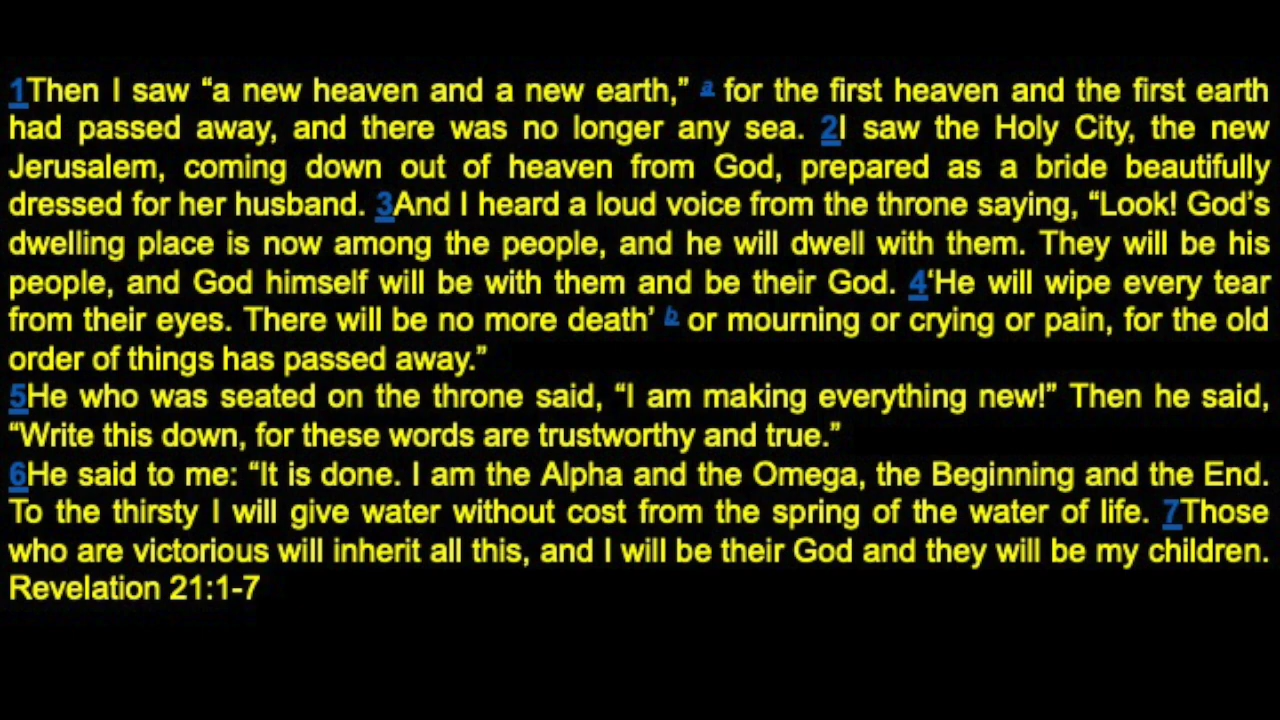 1Then I saw “a new heaven and a new earth,” a for the first heaven and the first earth
had passed away, and there was no longer any sea. 2I saw the Holy City, the new
Jerusalem, coming down out of heaven from God, prepared as a bride beautifully
dressed for her husband. 3And I heard a loud voice from the throne saying, “Look! God’s
dwelling place is now among the people, and he will dwell with them. They will be his
people, and God himself will be with them and be their God. 4‘He will wipe every tear
from their eyes. There will be no more death’ b or mourning or crying or pain, for the old
order of things has passed away.”
5He who was seated on the throne said, “I am making everything new!” Then he said,
“Write this down, for these words are trustworthy and true.”
6He said to me: “It is done. I am the Alpha and the Omega, the Beginning and the End.
To the thirsty I will give water without cost from the spring of the water of life. 7Those
who are victorious will inherit all this, and I will be their God and they will be my children.
Revelation 21:1-7